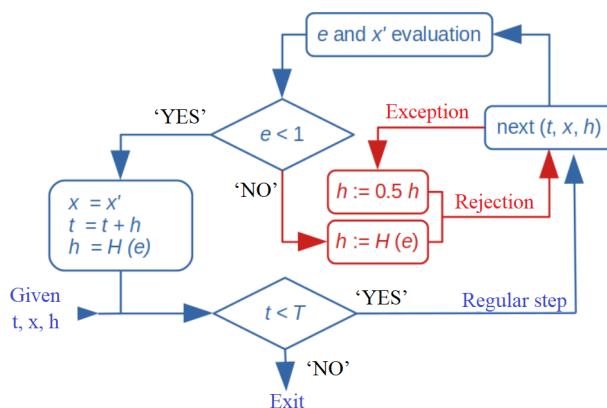 e and x′ evaluation
‘YES’
e < 1
Exception
next (t, x, h)
‘NO’
h := 0.5 h
Rejection
x = x′
t = t + h
h = H (e)
h := H (e)
Given
t, x, h
t < T
‘YES’
Regular step
‘NO’
Exit